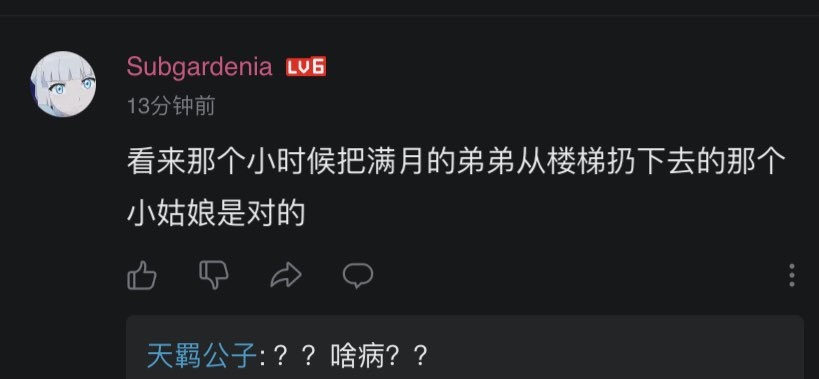 Subgardenia LV6
13分钟前
看来那个小时候把满月的弟弟从楼梯扔下去的那个
小姑娘是对的
天羁公子:？？啥病？？